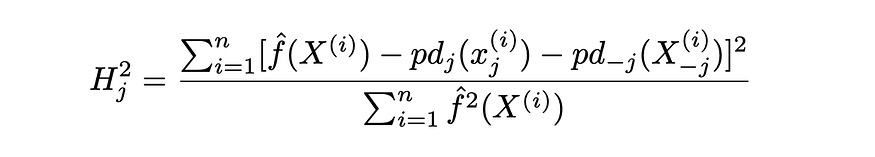 H_j^2 = \frac{\sum_{i=1}^{n}[\hat{f}(X^{(i)}) - pd_j(x_j^{(i)}) - pd_{-j}(X_{-j}^{(i)})]^2}{\sum_{i=1}^{n} \hat{f}^2(X^{(i)})}